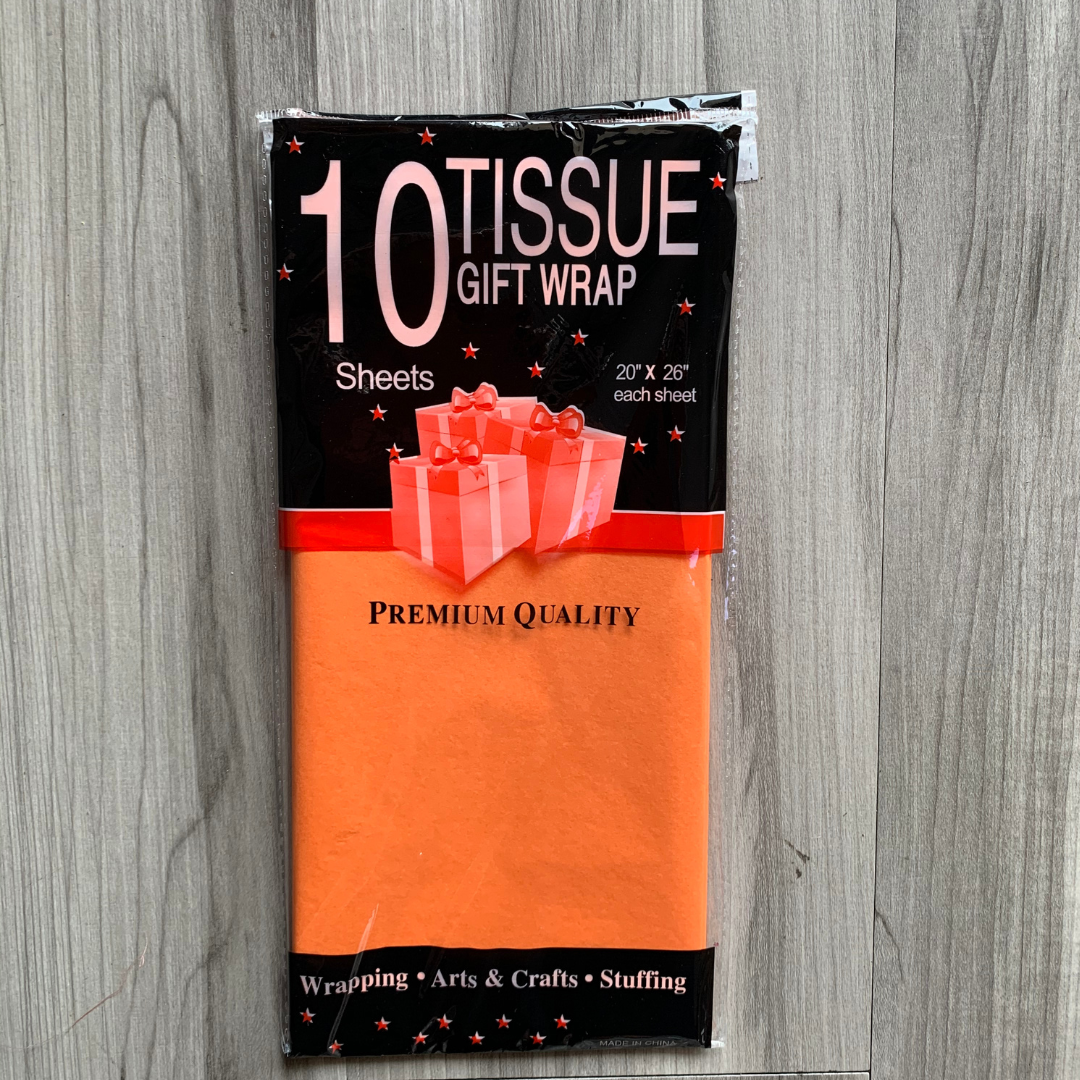 10 TISSUE
GIFT WRAP
Sheets
20" X 26"
each sheet
PREMIUM QUALITY
Wrapping • Arts & Crafts • Stuffing
MADE IN CHINA